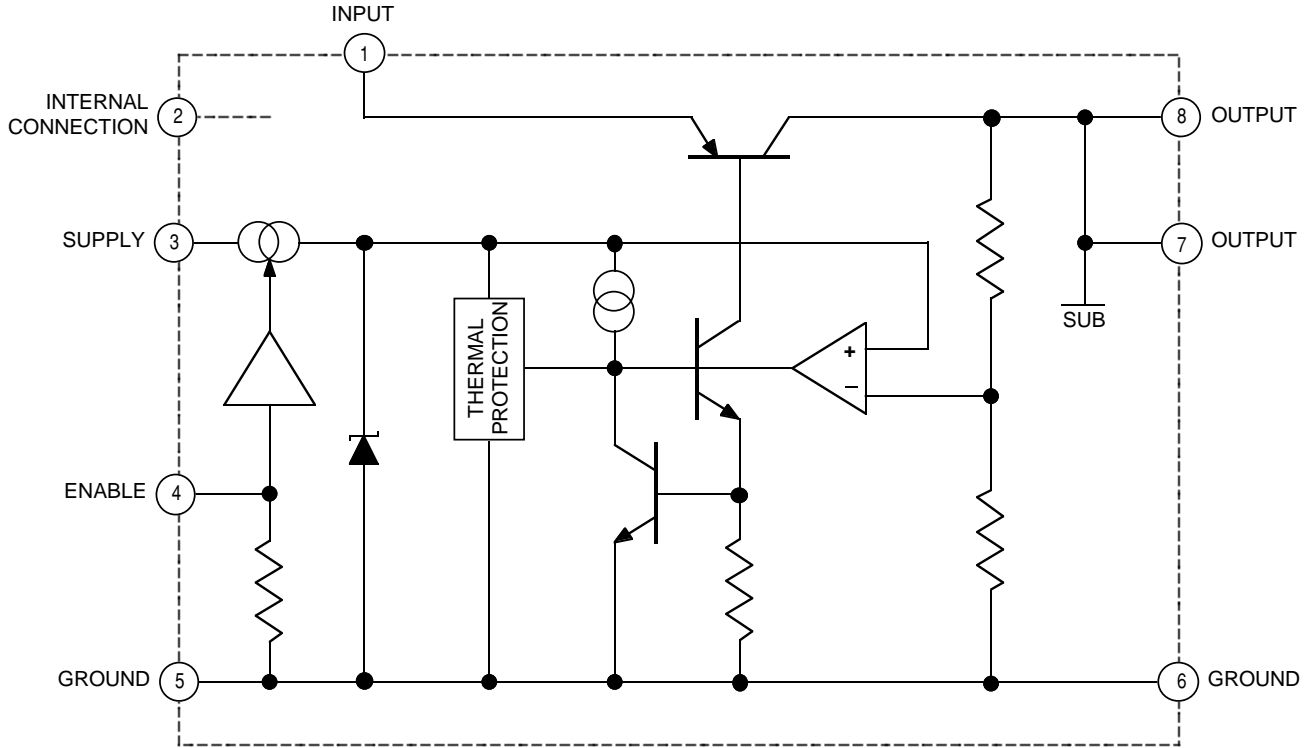 INPUT
1
INTERNAL
CONNECTION
2
8
OUTPUT
SUPPLY
3
7
OUTPUT
SUB
THERMAL
PROTECTION
+
–
ENABLE
4
GROUND
5
6
GROUND